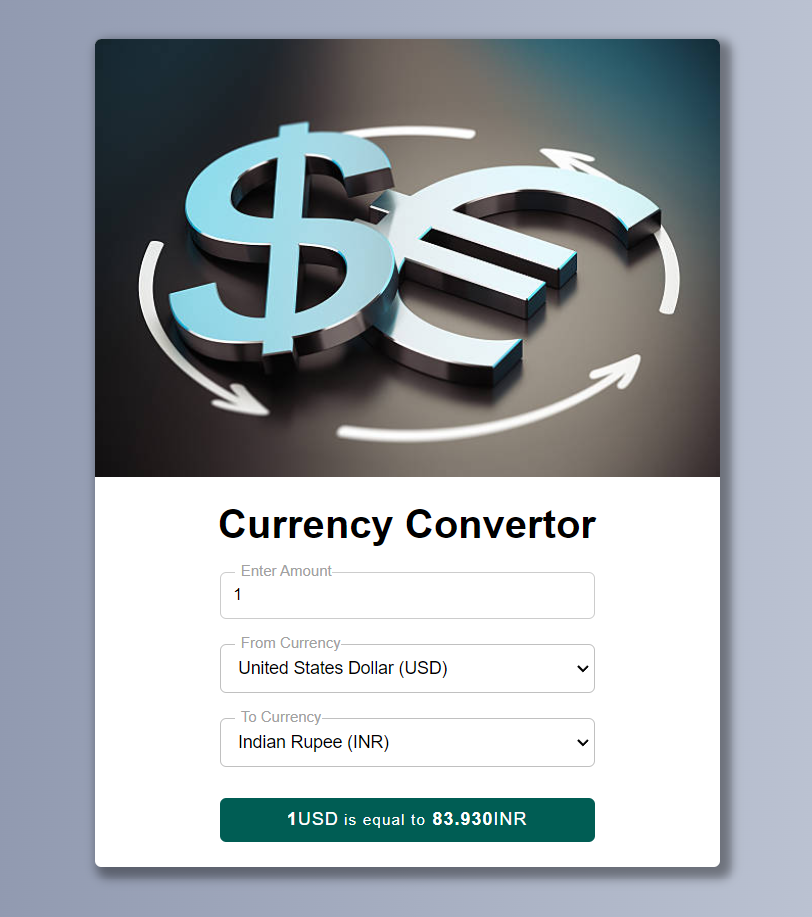 Currency Convertor
Enter Amount
1
From Currency
United States Dollar (USD)
To Currency
Indian Rupee (INR)
1USD is equal to 83.930INR